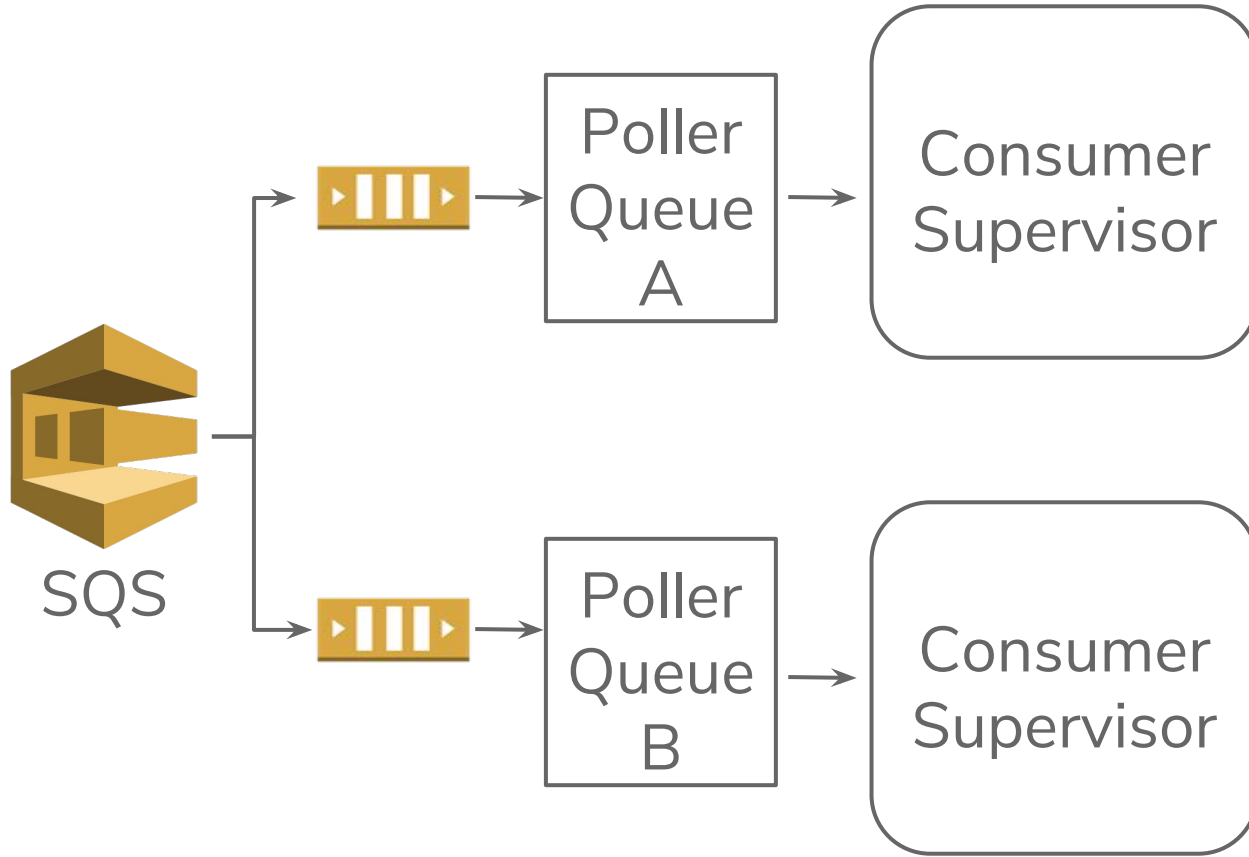 Poller
Queue
A
Consumer
Supervisor
SQS
Poller
Queue
B
Consumer
Supervisor